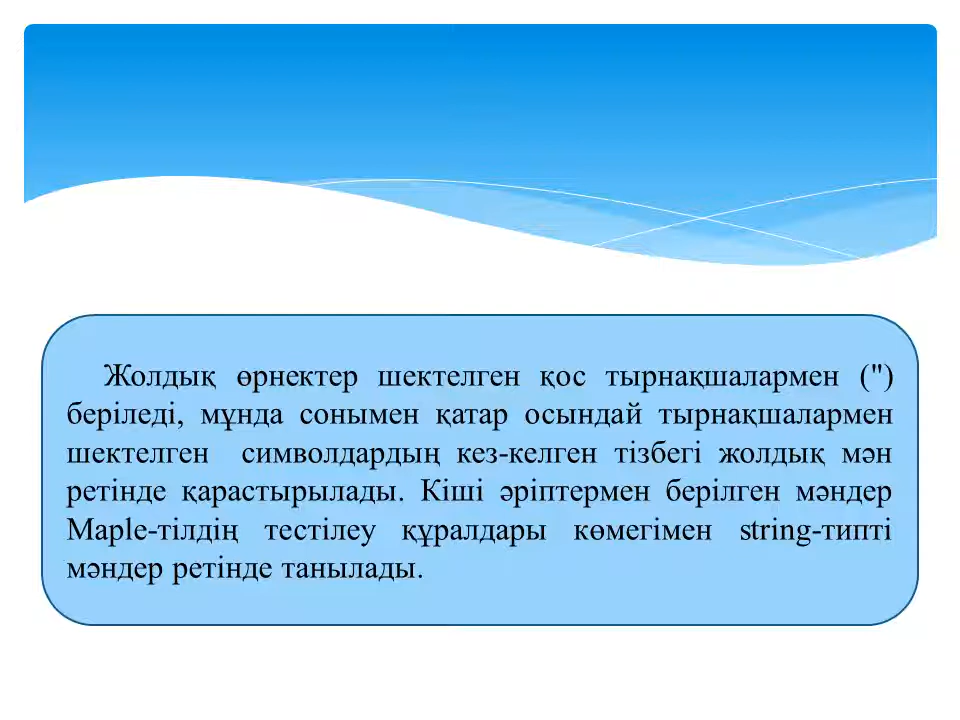 Жолдық өрнектер шектелген қос тырнақшалармен (")
беріледі, мұнда сонымен қатар осындай тырнақшалармен
шектелген символдардың кез-келген тізбегі жолдық мән
ретінде қарастырылады. Кіші әріптермен берілген мәндер
Maple-тілдің тестілеу құралдары көмегімен string-типті
мәндер ретінде танылады.